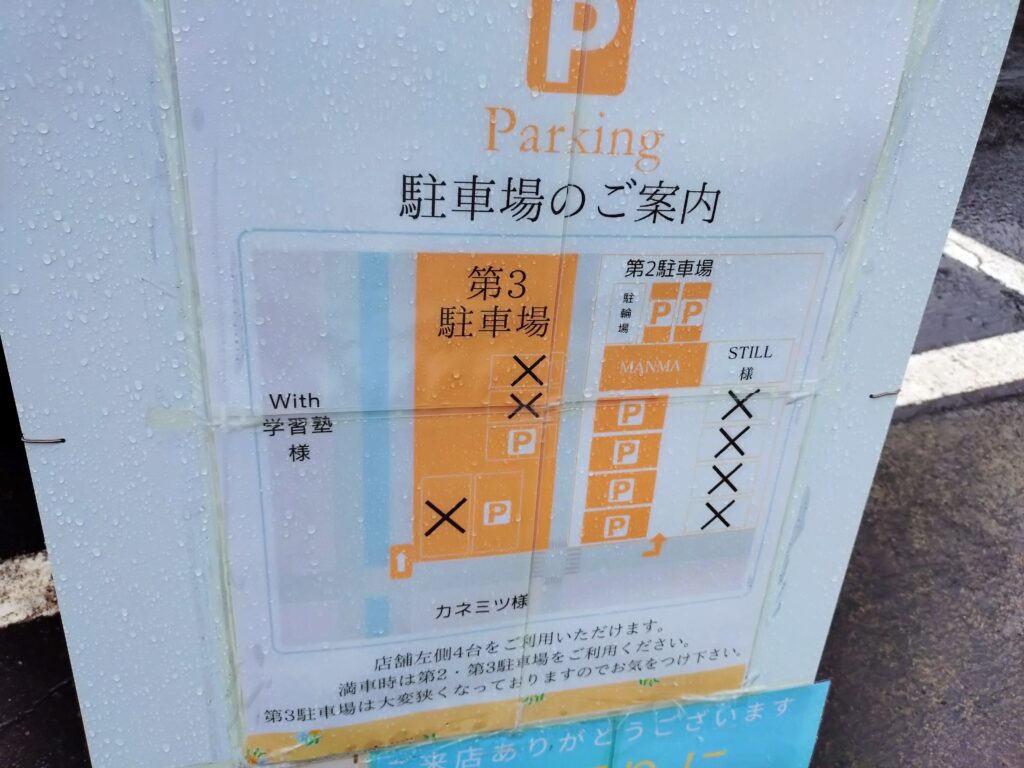 P
Parking
駐車場のご案内
第3
駐車場
第2駐車場
駐
輪
場
P P
MANMA
STILL
様
With
学習塾
様
P
P
P
P
P
P
カネミツ様
店舗左側4台をご利用いただけます。
満車時は第2・第3駐車場をご利用ください。
第3駐車場は大変狭くなっておりますのでお気をつけ下さい。
ご来店ありがとうございます